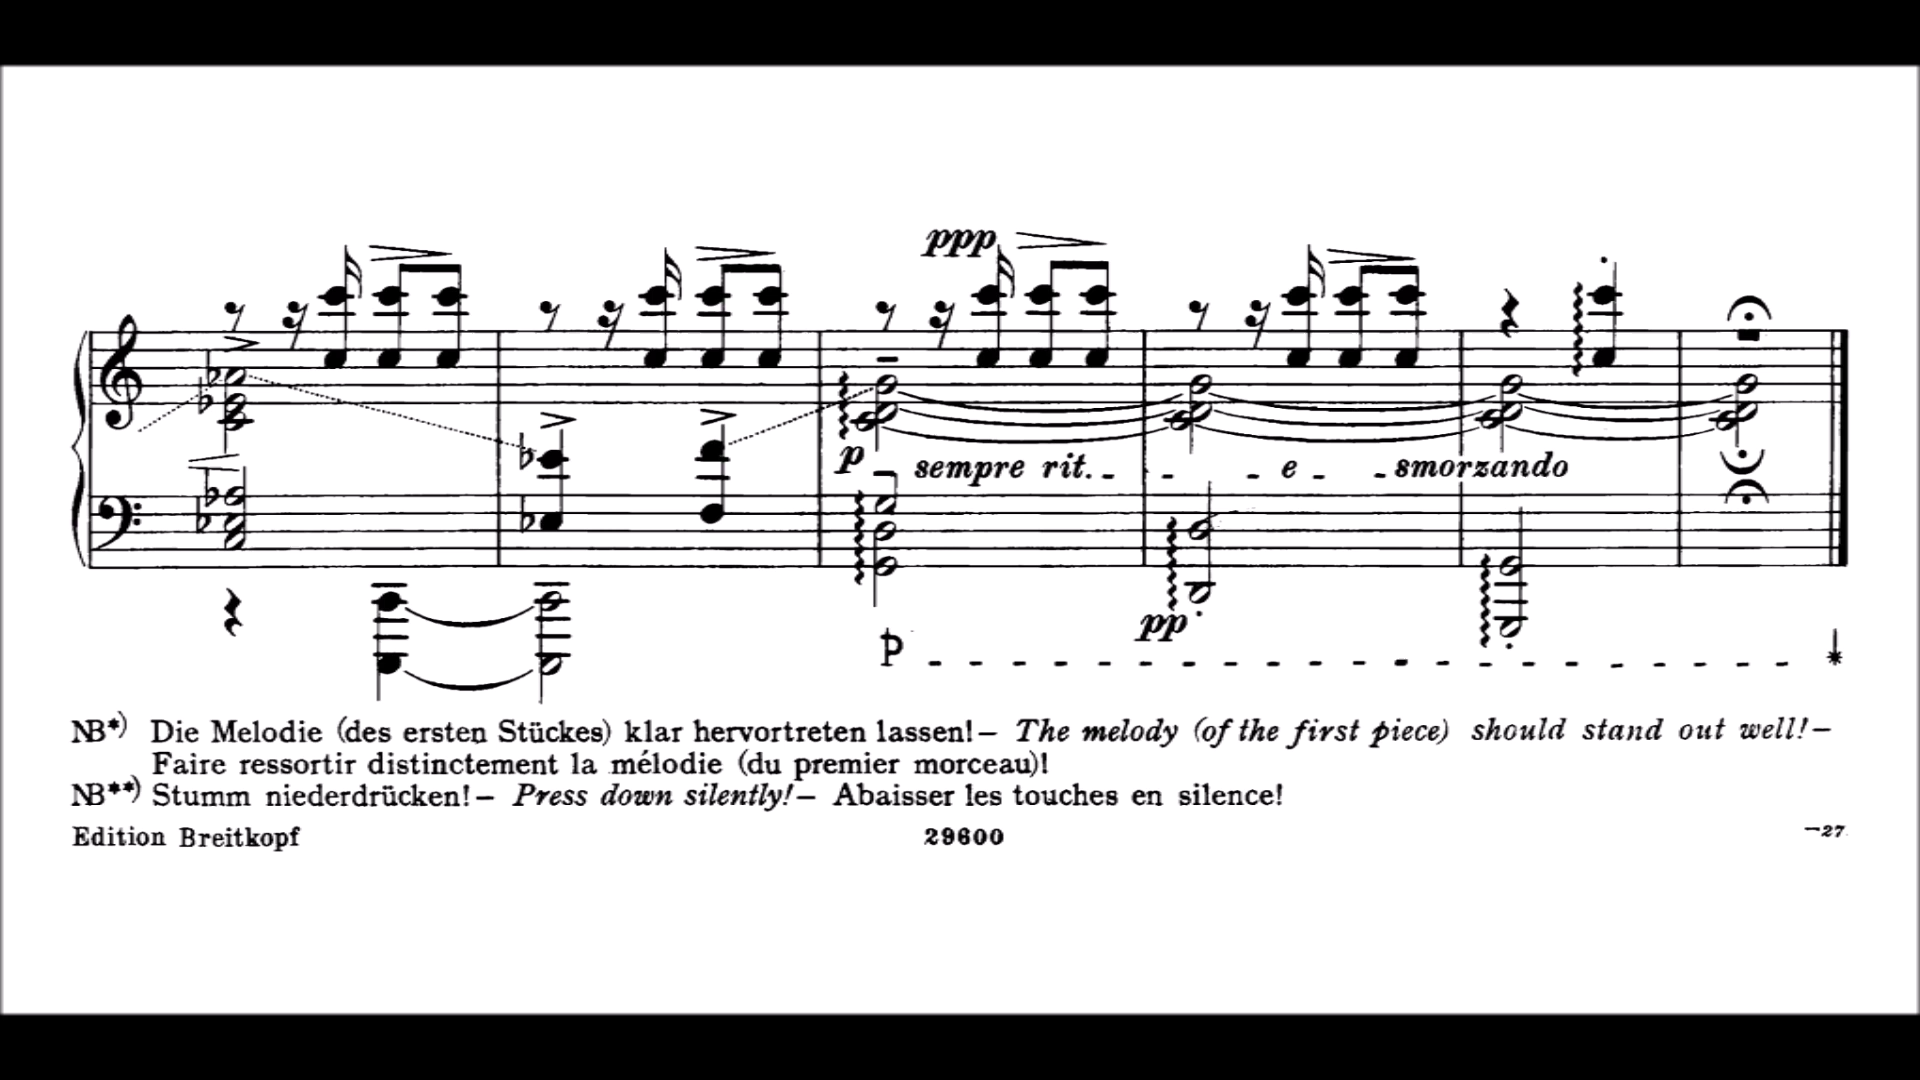 ppp
p sempre rit. e smorzando
pp
P
NB*) Die Melodie (des ersten Stückes) klar hervortreten lassen!– The melody (of the first piece) should stand out well!–
Faire ressortir distinctement la mélodie (du premier morceau)!
NB**) Stumm niederdrücken!– Press down silently!– Abaisser les touches en silence!
Edition Breitkopf 29600 –27